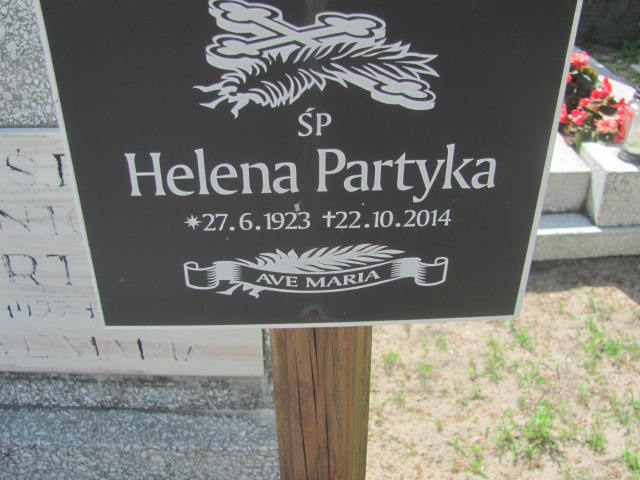 ŚP
Helena Partyka
*27.6.1923 †22.10.2014
AVE MARIA